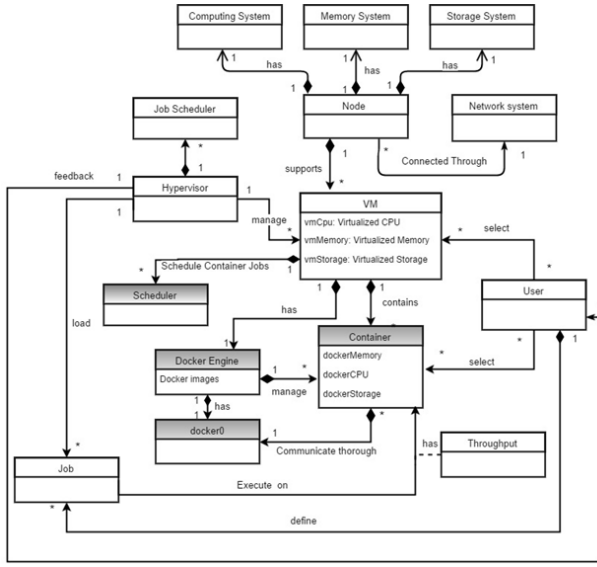 Computing System
Memory System
Storage System
1
has
1
1
has
1
1
has
1
Node
Job Scheduler
Network system
*
1
1
*
1
supports
Connected Through
*
feedback
1
Hypervisor
1
1
manage
*
VM
vmCpu: Virtualized CPU
vmMemory: Virtualized Memory
vmStorage: Virtualized Storage
*
select
*
Schedule Container Jobs
1
*
Scheduler
1
1
contains
User
has
*
1
load
1
Docker Engine
Docker images
1
*
manage
Container
dockerMemory
dockerCPU
dockerStorage
*
select
*
1
has
1
docker0
1
Communicate thorough
*
has
Throughput
*
Job
Execute on
*
define